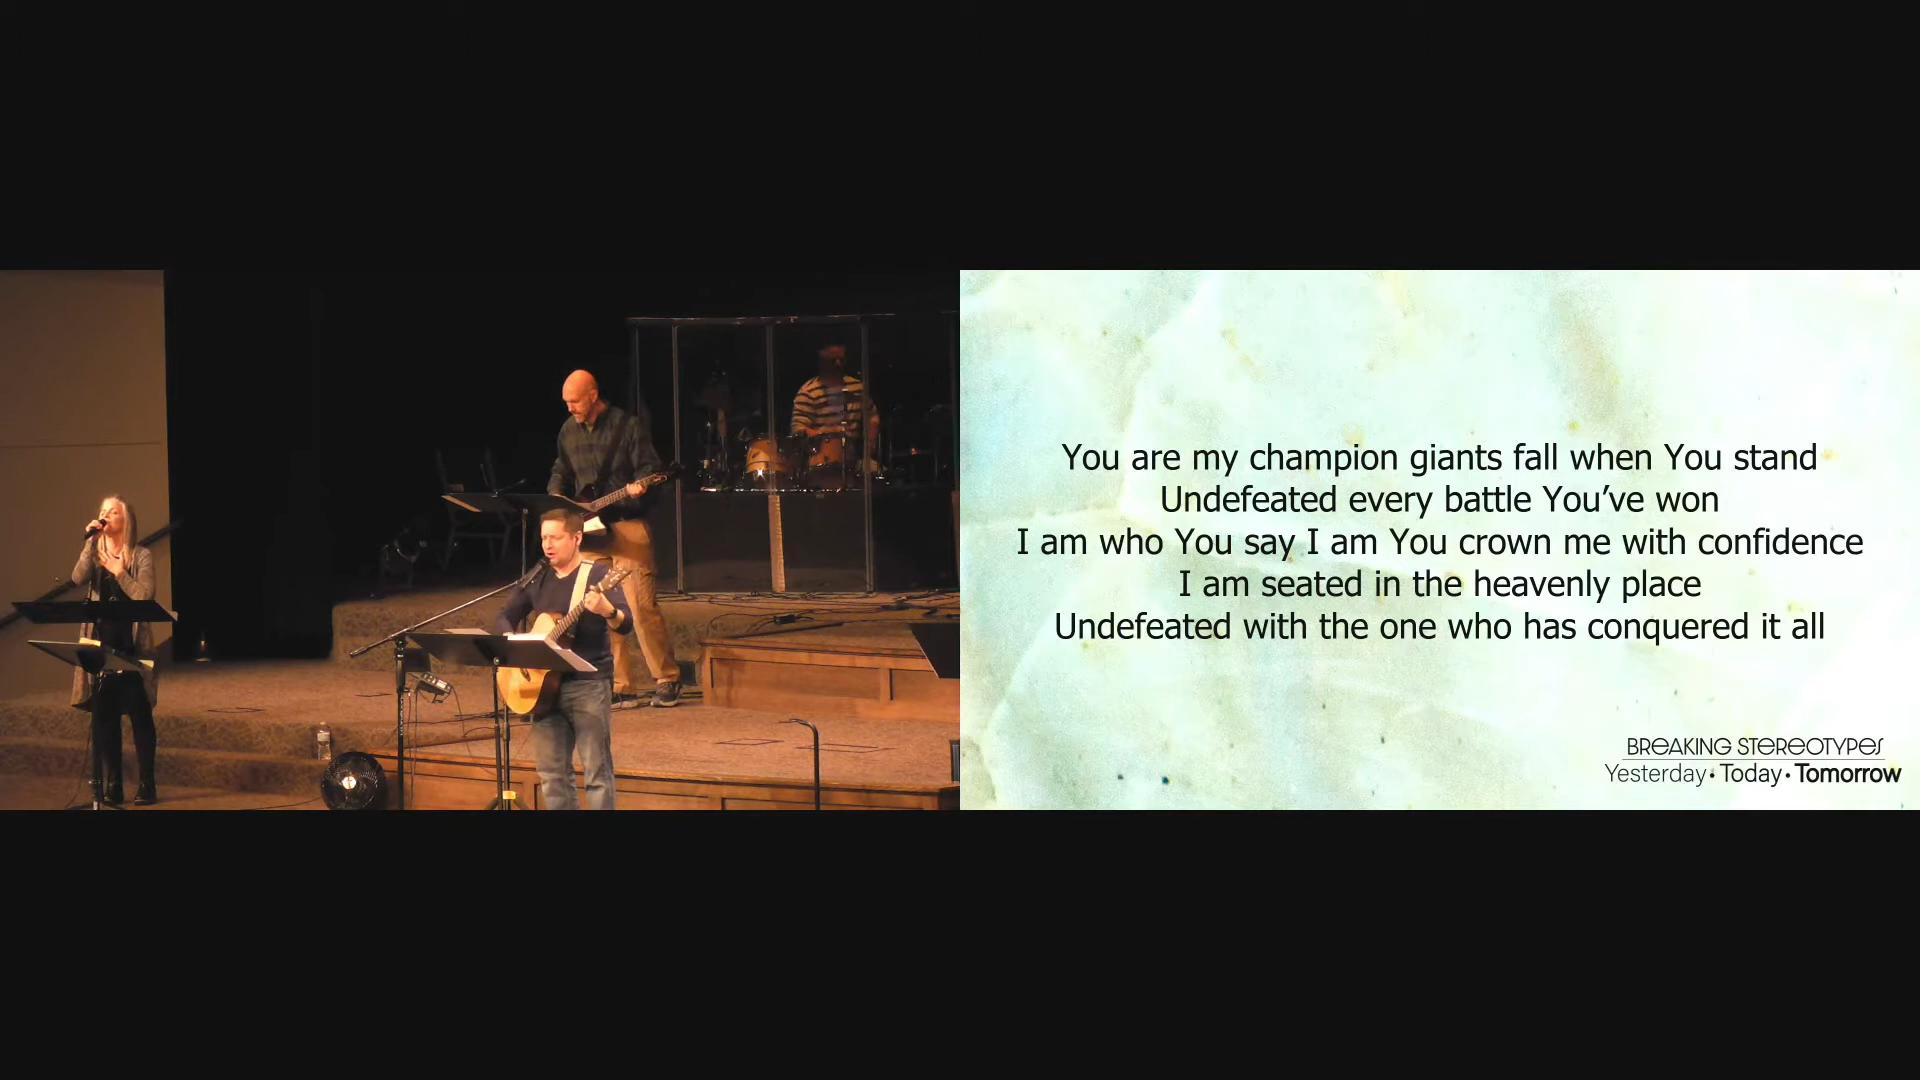 You are my champion giants fall when You stand
Undefeated every battle You’ve won
I am who You say I am You crown me with confidence
I am seated in the heavenly place
Undefeated with the one who has conquered it all
BREAKING STEREOTYPES
Yesterday • Today • Tomorrow